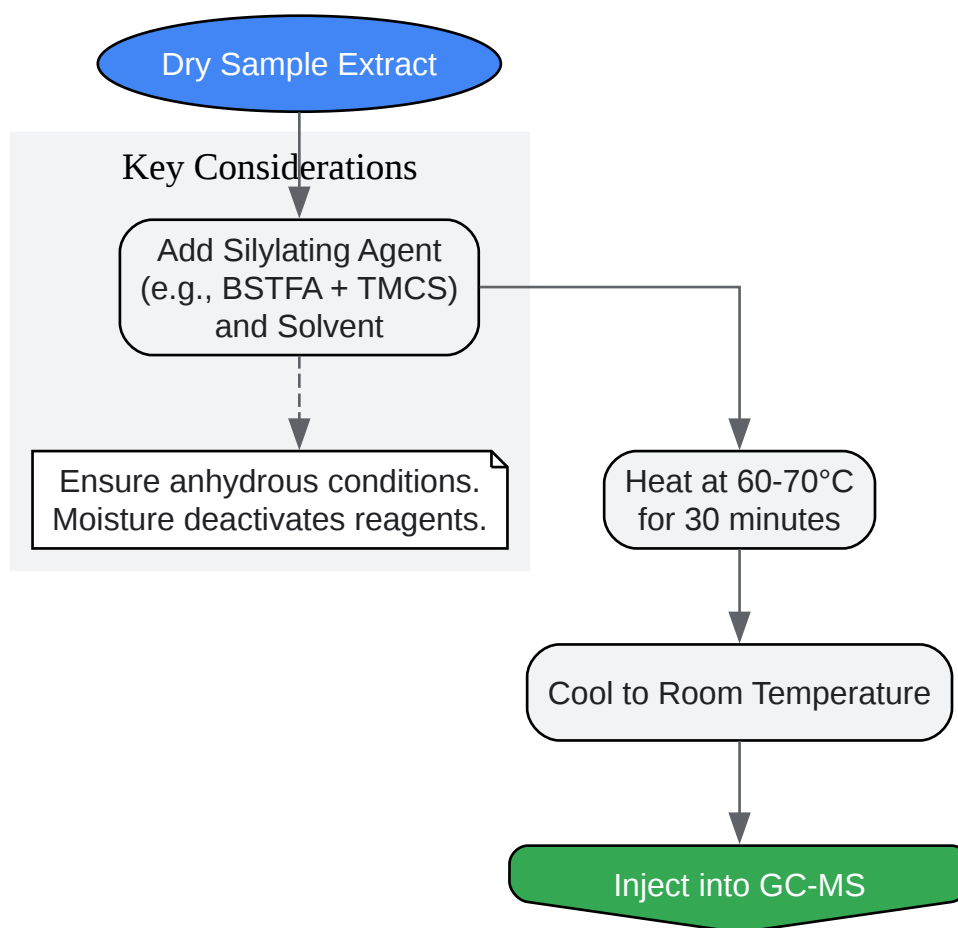 Dry Sample Extract
Key Considerations
Add Silylating Agent
(e.g., BSTFA + TMCS)
and Solvent
Ensure anhydrous conditions.
Moisture deactivates reagents.
Heat at 60-70°C
for 30 minutes
Cool to Room Temperature
Inject into GC-MS